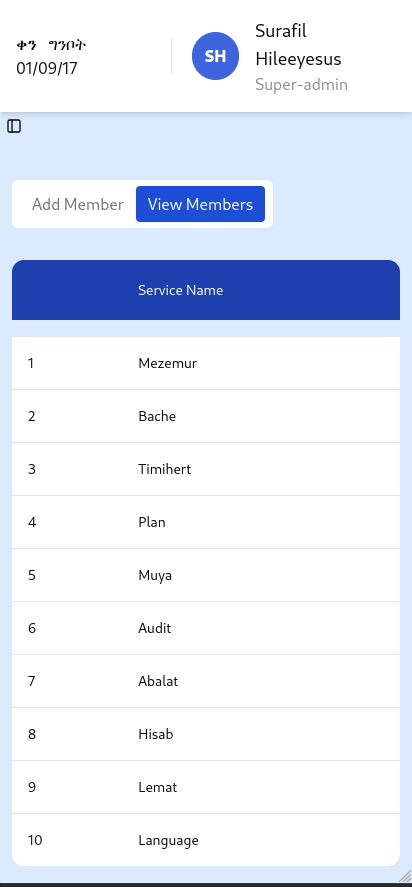 ቀን ግንቦት
01/09/17
SH
Surafil
Hileeyesus
Super-admin
Add Member View Members
Service Name
1 Mezemur
2 Bache
3 Timihert
4 Plan
5 Muya
6 Audit
7 Abalat
8 Hisab
9 Lemat
10 Language